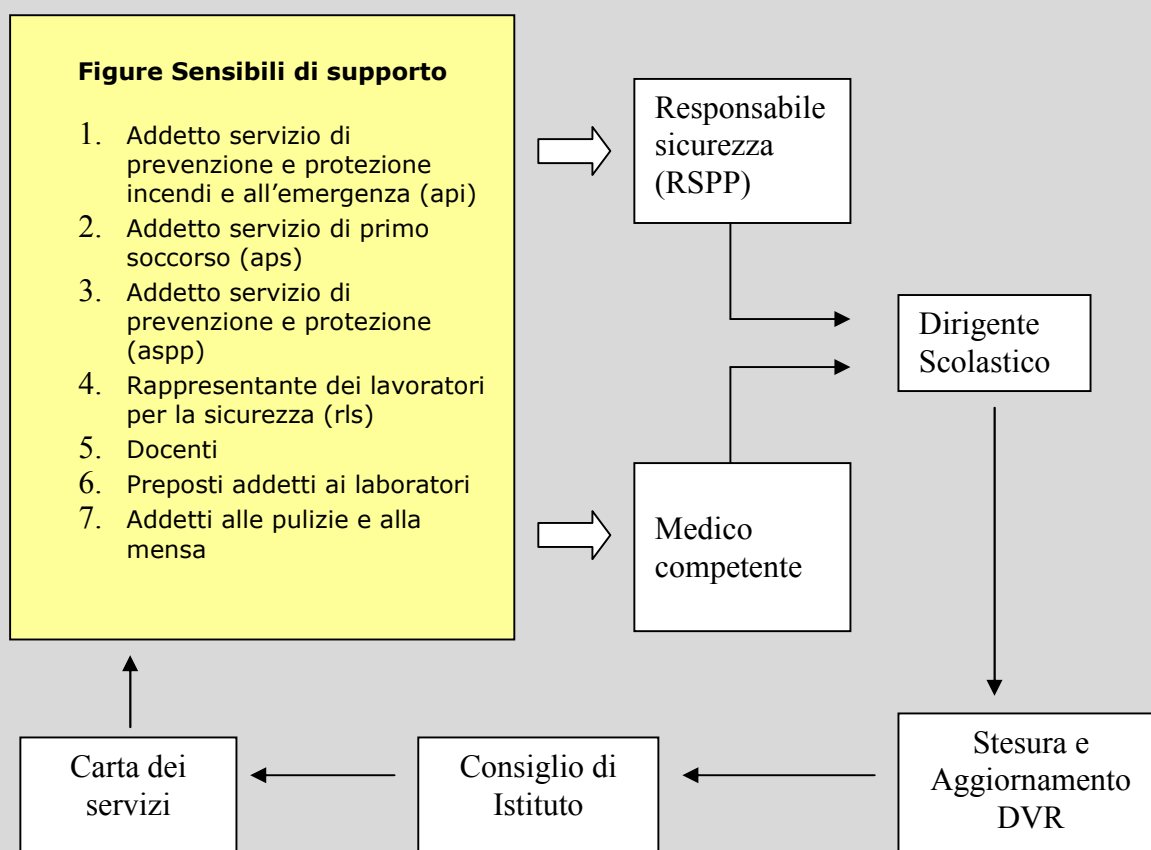 Figure Sensibili di supporto
1. Addetto servizio di
prevenzione e protezione
incendi e all'emergenza (api)
2. Addetto servizio di primo
soccorso (aps)
3. Addetto servizio di
prevenzione e protezione
(aspp)
4. Rappresentante dei lavoratori
per la sicurezza (rls)
5. Docenti
6. Preposti addetti ai laboratori
7. Addetti alle pulizie e alla
mensa
Responsabile
sicurezza
(RSPP)
Medico
competente
Dirigente
Scolastico
Stesura e
Aggiornamento
DVR
Consiglio di
Istituto
Carta dei
servizi